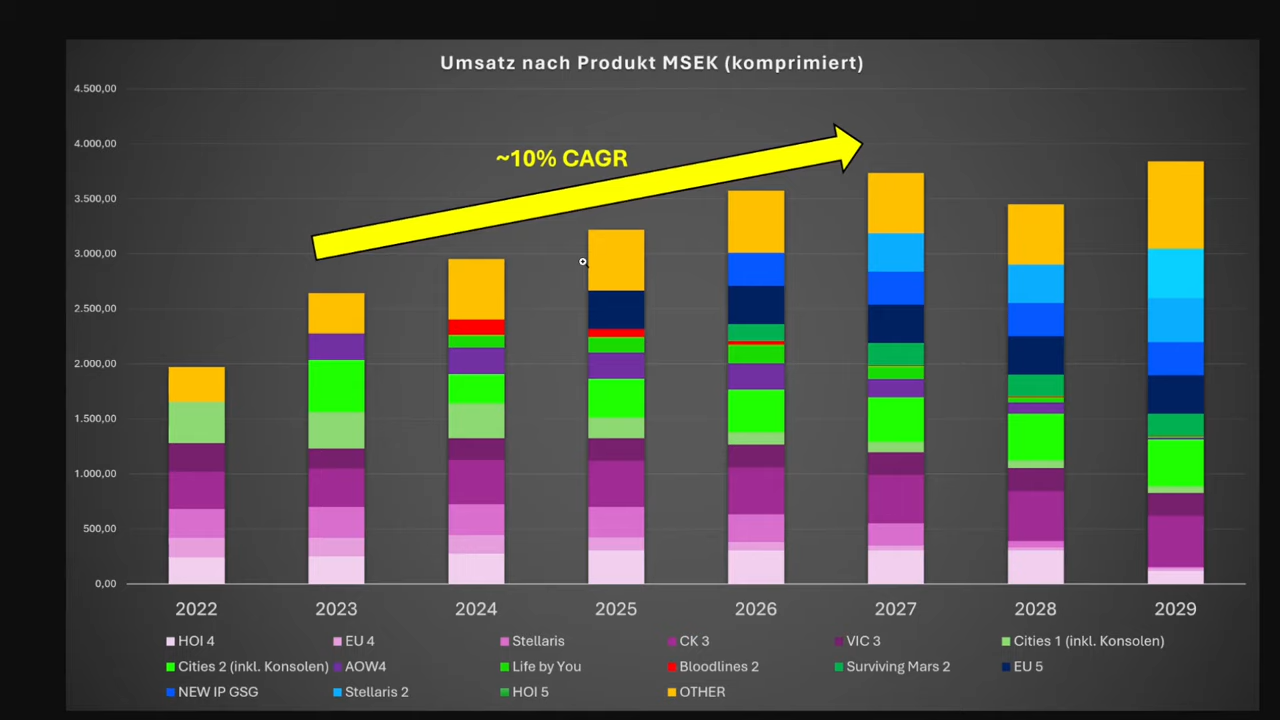 Umsatz nach Produkt MSEK (komprimiert)
4.500,00
4.000,00
~10% CAGR
3.500,00
3.000,00
2.500,00
2.000,00
1.500,00
1.000,00
500,00
0,00
2022 2023 2024 2025 2026 2027 2028 2029
HOI 4 EU 4 Stellaris CK 3 VIC 3 Cities 1 (inkl. Konsolen)
Cities 2 (inkl. Konsolen) AOW4 Life by You Bloodlines 2 Surviving Mars 2 EU 5
NEW IP GSG Stellaris 2 HOI 5 OTHER